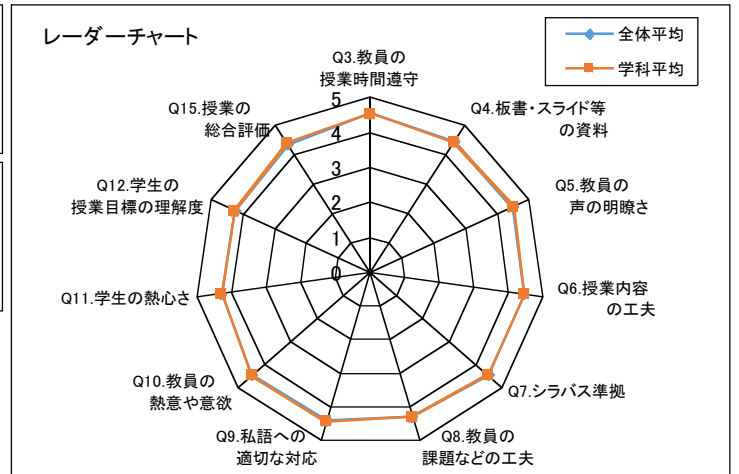 レーダーチャート
全体平均
学科平均
Q3.教員の
授業時間遵守
Q4.板書・スライド等
の資料
Q5.教員の
声の明瞭さ
Q6.授業内容
の工夫
Q7.シラバス準拠
Q8.教員の
課題などの工夫
Q9.私語への
適切な対応
Q10.教員の
熱意や意欲
Q11.学生の熱心さ
Q12.学生の
授業目標の理解度
Q15.授業の
総合評価
5
4
3
2
1
0